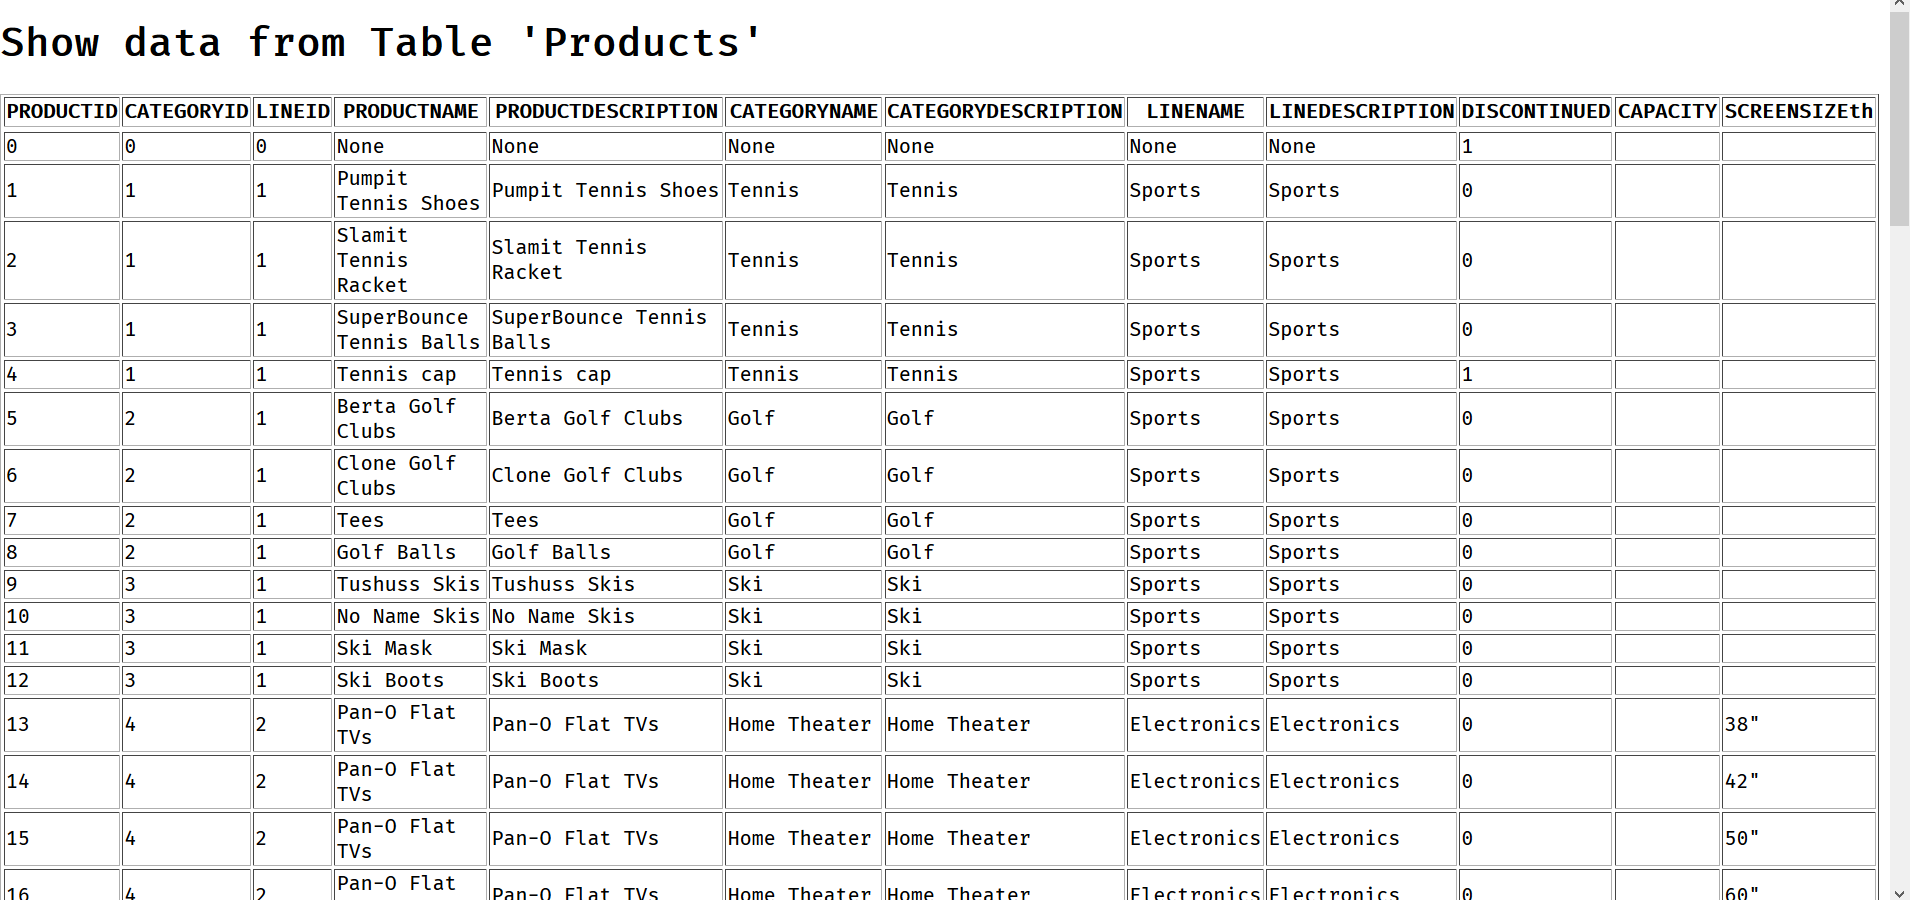 Show data from Table 'Products'
PRODUCTID CATEGORYID LINEID PRODUCTNAME PRODUCTDESCRIPTION CATEGORYNAME CATEGORYDESCRIPTION LINENAME LINEDESCRIPTION DISCONTINUED CAPACITY SCREENSIZEth
0 0 0 None None None None None None 1
1 1 1 Pumpit Tennis Shoes Pumpit Tennis Shoes Tennis Tennis Sports Sports 0
2 1 1 Slamit Tennis Racket Slamit Tennis Racket Tennis Tennis Sports Sports 0
3 1 1 SuperBounce Tennis Balls SuperBounce Tennis Balls Tennis Tennis Sports Sports 0
4 1 1 Tennis cap Tennis cap Tennis Tennis Sports Sports 1
5 2 1 Berta Golf Clubs Berta Golf Clubs Golf Golf Sports Sports 0
6 2 1 Clone Golf Clubs Clone Golf Clubs Golf Golf Sports Sports 0
7 2 1 Tees Tees Golf Golf Sports Sports 0
8 2 1 Golf Balls Golf Balls Golf Golf Sports Sports 0
9 3 1 Tushuss Skis Tushuss Skis Ski Ski Sports Sports 0
10 3 1 No Name Skis No Name Skis Ski Ski Sports Sports 0
11 3 1 Ski Mask Ski Mask Ski Ski Sports Sports 0
12 3 1 Ski Boots Ski Boots Ski Ski Sports Sports 0
13 4 2 Pan-O Flat TVs Pan-O Flat TVs Home Theater Home Theater Electronics Electronics 0 38"
14 4 2 Pan-O Flat TVs Pan-O Flat TVs Home Theater Home Theater Electronics Electronics 0 42"
15 4 2 Pan-O Flat TVs Pan-O Flat TVs Home Theater Home Theater Electronics Electronics 0 50"
16 4 2 Pan-O Flat Pan-O Flat TVs Home Theater Home Theater Electronics Electronics 0 60"